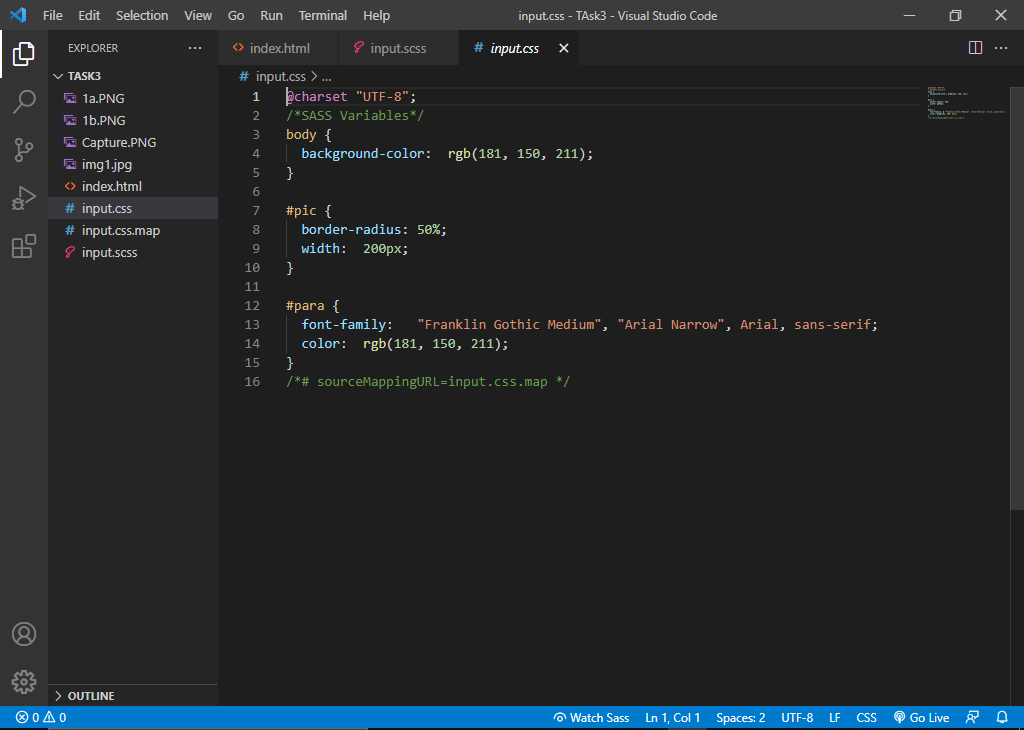 File Edit Selection View Go Run Terminal Help input.css - TAsk3 - Visual Studio Code
EXPLORER ...
index.html input.scss input.css
TASK3
1a.PNG
1b.PNG
Capture.PNG
img1.jpg
index.html
input.css
input.css.map
input.scss
OUTLINE
# input.css > ...
1 @charset "UTF-8";
2 /*SASS Variables*/
3 body {
4 background-color:  rgb(181, 150, 211);
5 }
6
7 #pic {
8 border-radius: 50%;
9 width:  200px;
10 }
11
12 #para {
13 font-family:   "Franklin Gothic Medium", "Arial Narrow", Arial, sans-serif;
14 color:  rgb(181, 150, 211);
15 }
16 /*# sourceMappingURL=input.css.map */
0 0 Watch Sass Ln 1, Col 1 Spaces: 2 UTF-8 LF CSS Go Live